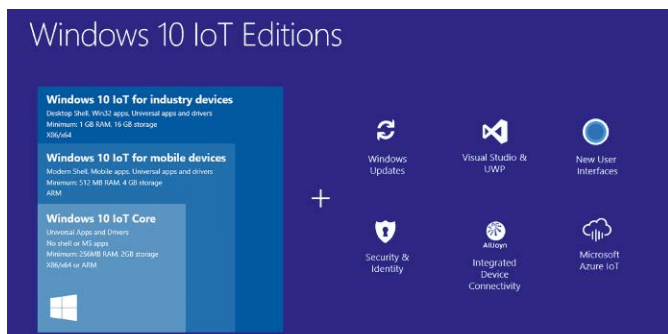 Windows 10 IoT Editions
Windows 10 IoT for industry devices
Desktop Shell, Win32 apps, Universal apps and drivers
Minimum: 1 GB RAM, 16 GB storage
X86/x64
Windows 10 IoT for mobile devices
Modern Shell, Mobile apps, Universal apps and drivers
Minimum: 512 MB RAM, 4 GB storage
ARM
Windows 10 IoT Core
Universal Apps and Drivers
No shell or MS apps
Minimum: 256MB RAM, 2GB storage
X86/x64 or ARM
+
Windows
Updates
Visual Studio &
UWP
New User
Interfaces
Security &
Identity
AllJoyn
Integrated
Device
Connectivity
Microsoft
Azure IoT